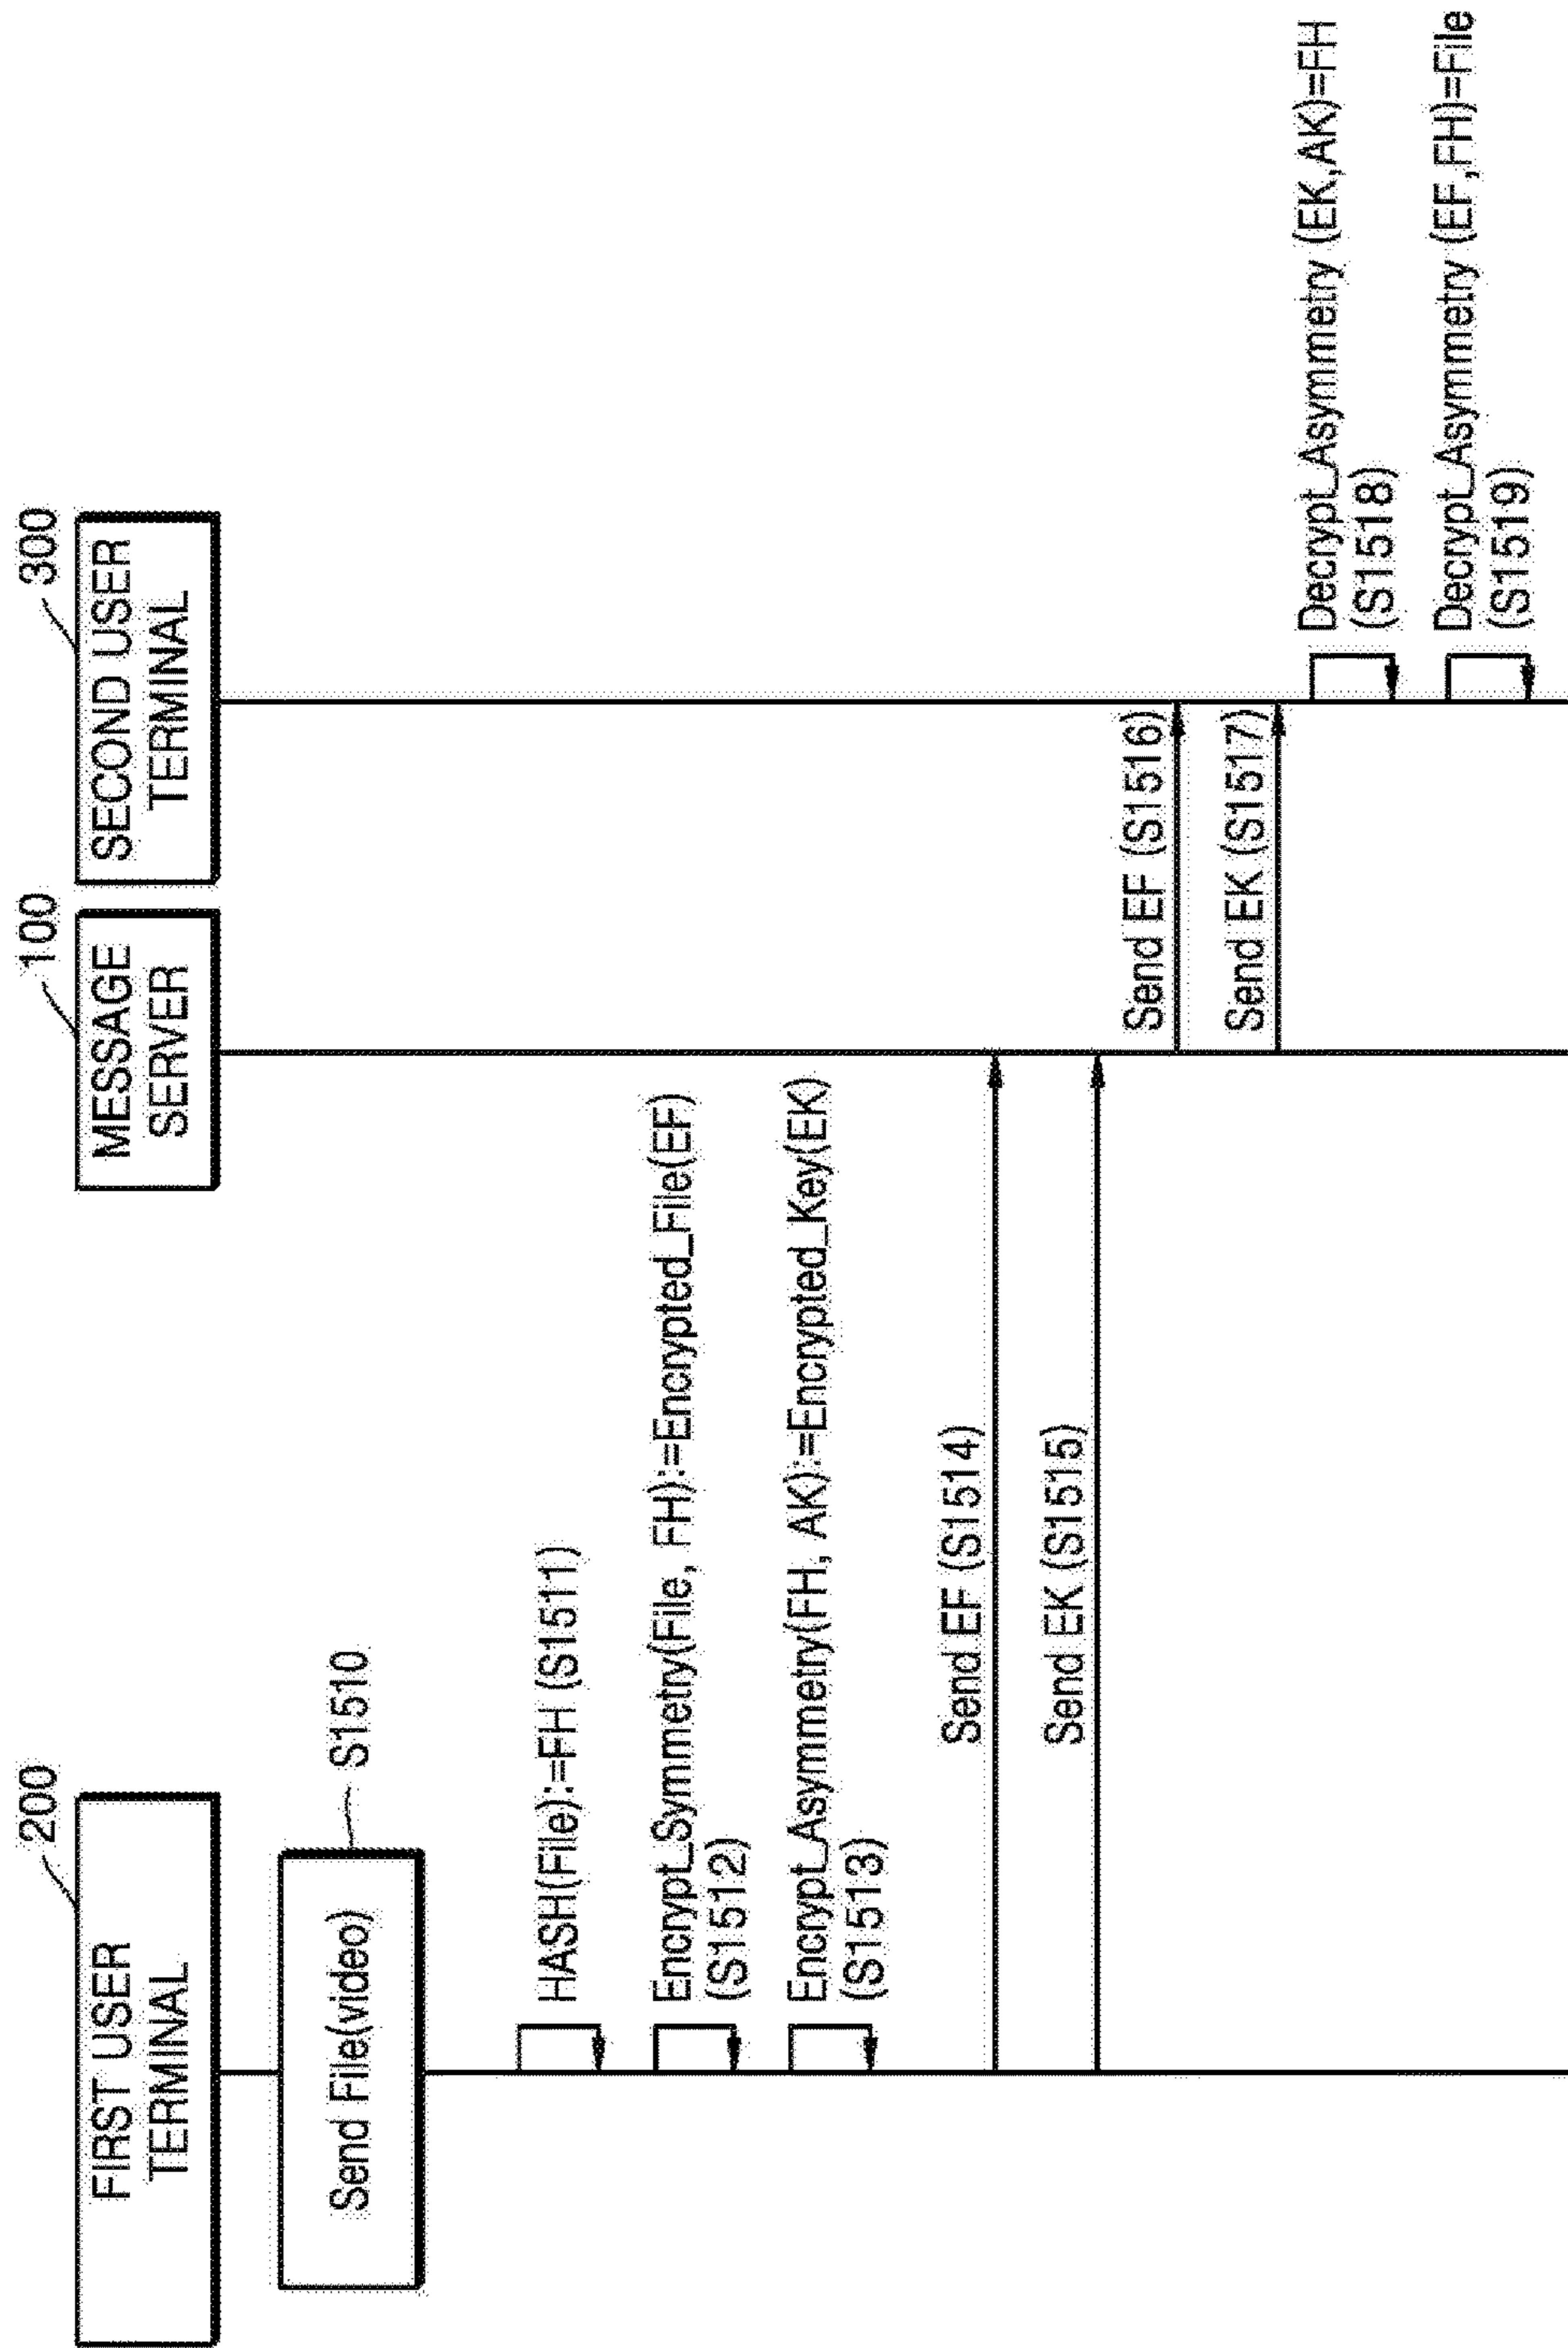 200
FIRST USER
TERMINAL
100
MESSAGE
SERVER
300
SECOND USER
TERMINAL
Send File(video)
S1510
HASH(File):=FH (S1511)
Encrypt_Symmetry(File, FH):=Encrypted_File(EF)
(S1512)
Encrypt_Asymmetry(FH, AK):=Encrypted_Key(EK)
(S1513)
Send EF (S1514)
Send EK (S1515)
Send EF (S1516)
Send EK (S1517)
Decrypt_Asymmetry (EK,AK)=FH
(S1518)
Decrypt_Asymmetry (EF,FH)=File
(S1519)